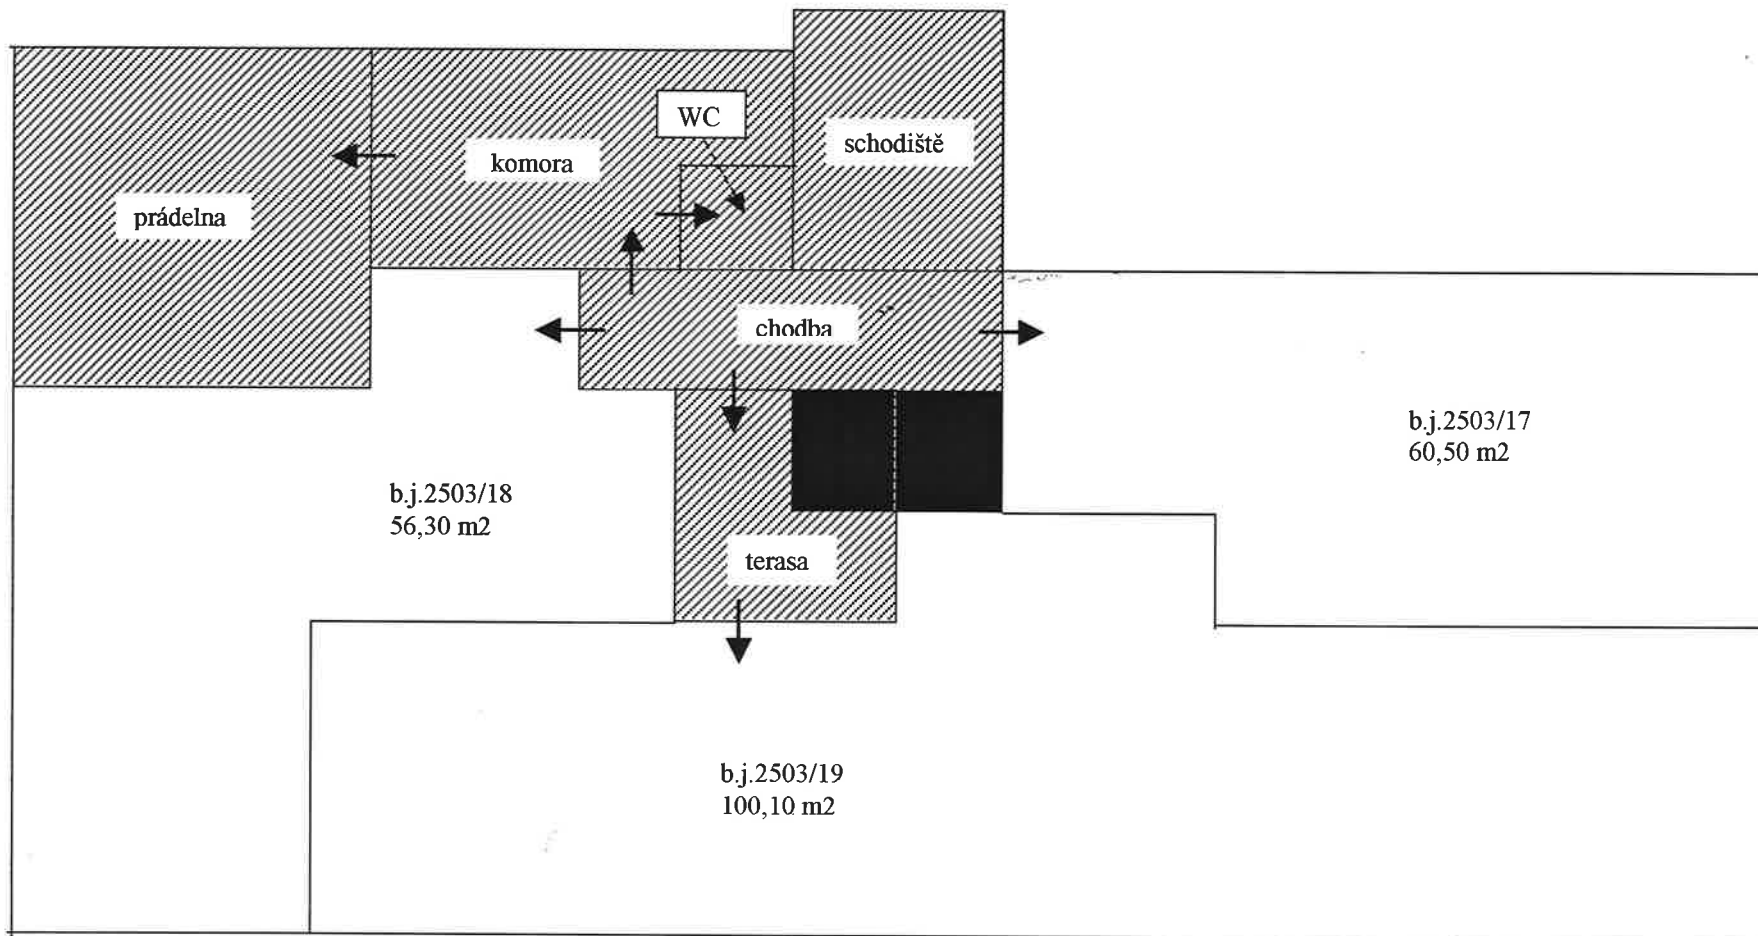 WC
schodiště
komora
prádelna
chodba
b.j.2503/17
60,50 m2
b.j.2503/18
56,30 m2
terasa
b.j.2503/19
100,10 m2